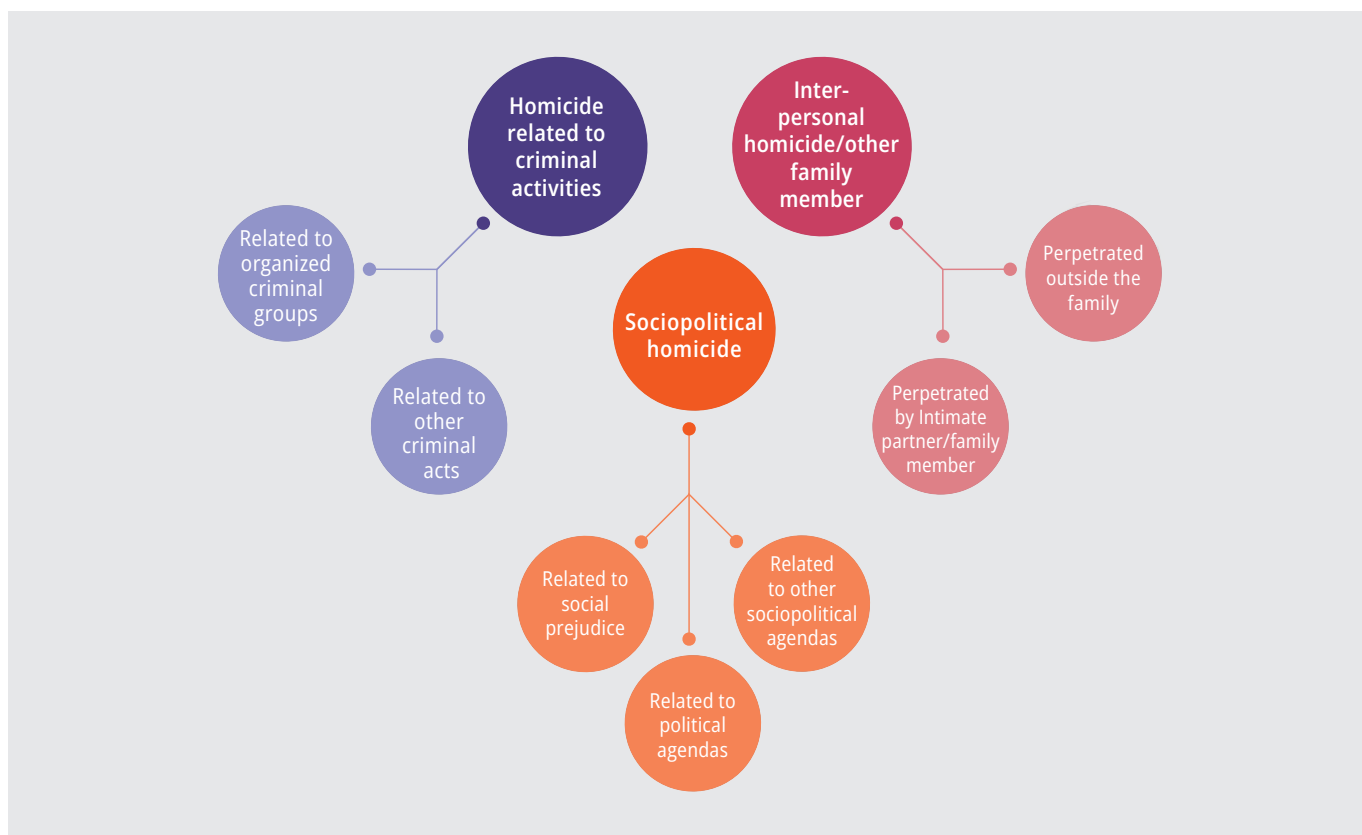 Homicide
related to
criminal
activities
Inter-
personal
homicide/other
family
member
Related to
organized
criminal
groups
Perpetrated
outside the
family
Sociopolitical
homicide
Related to
other
criminal
acts
Perpetrated
by Intimate
partner/family
member
Related to
social
prejudice
Related
to other
sociopolitical
agendas
Related to
political
agendas